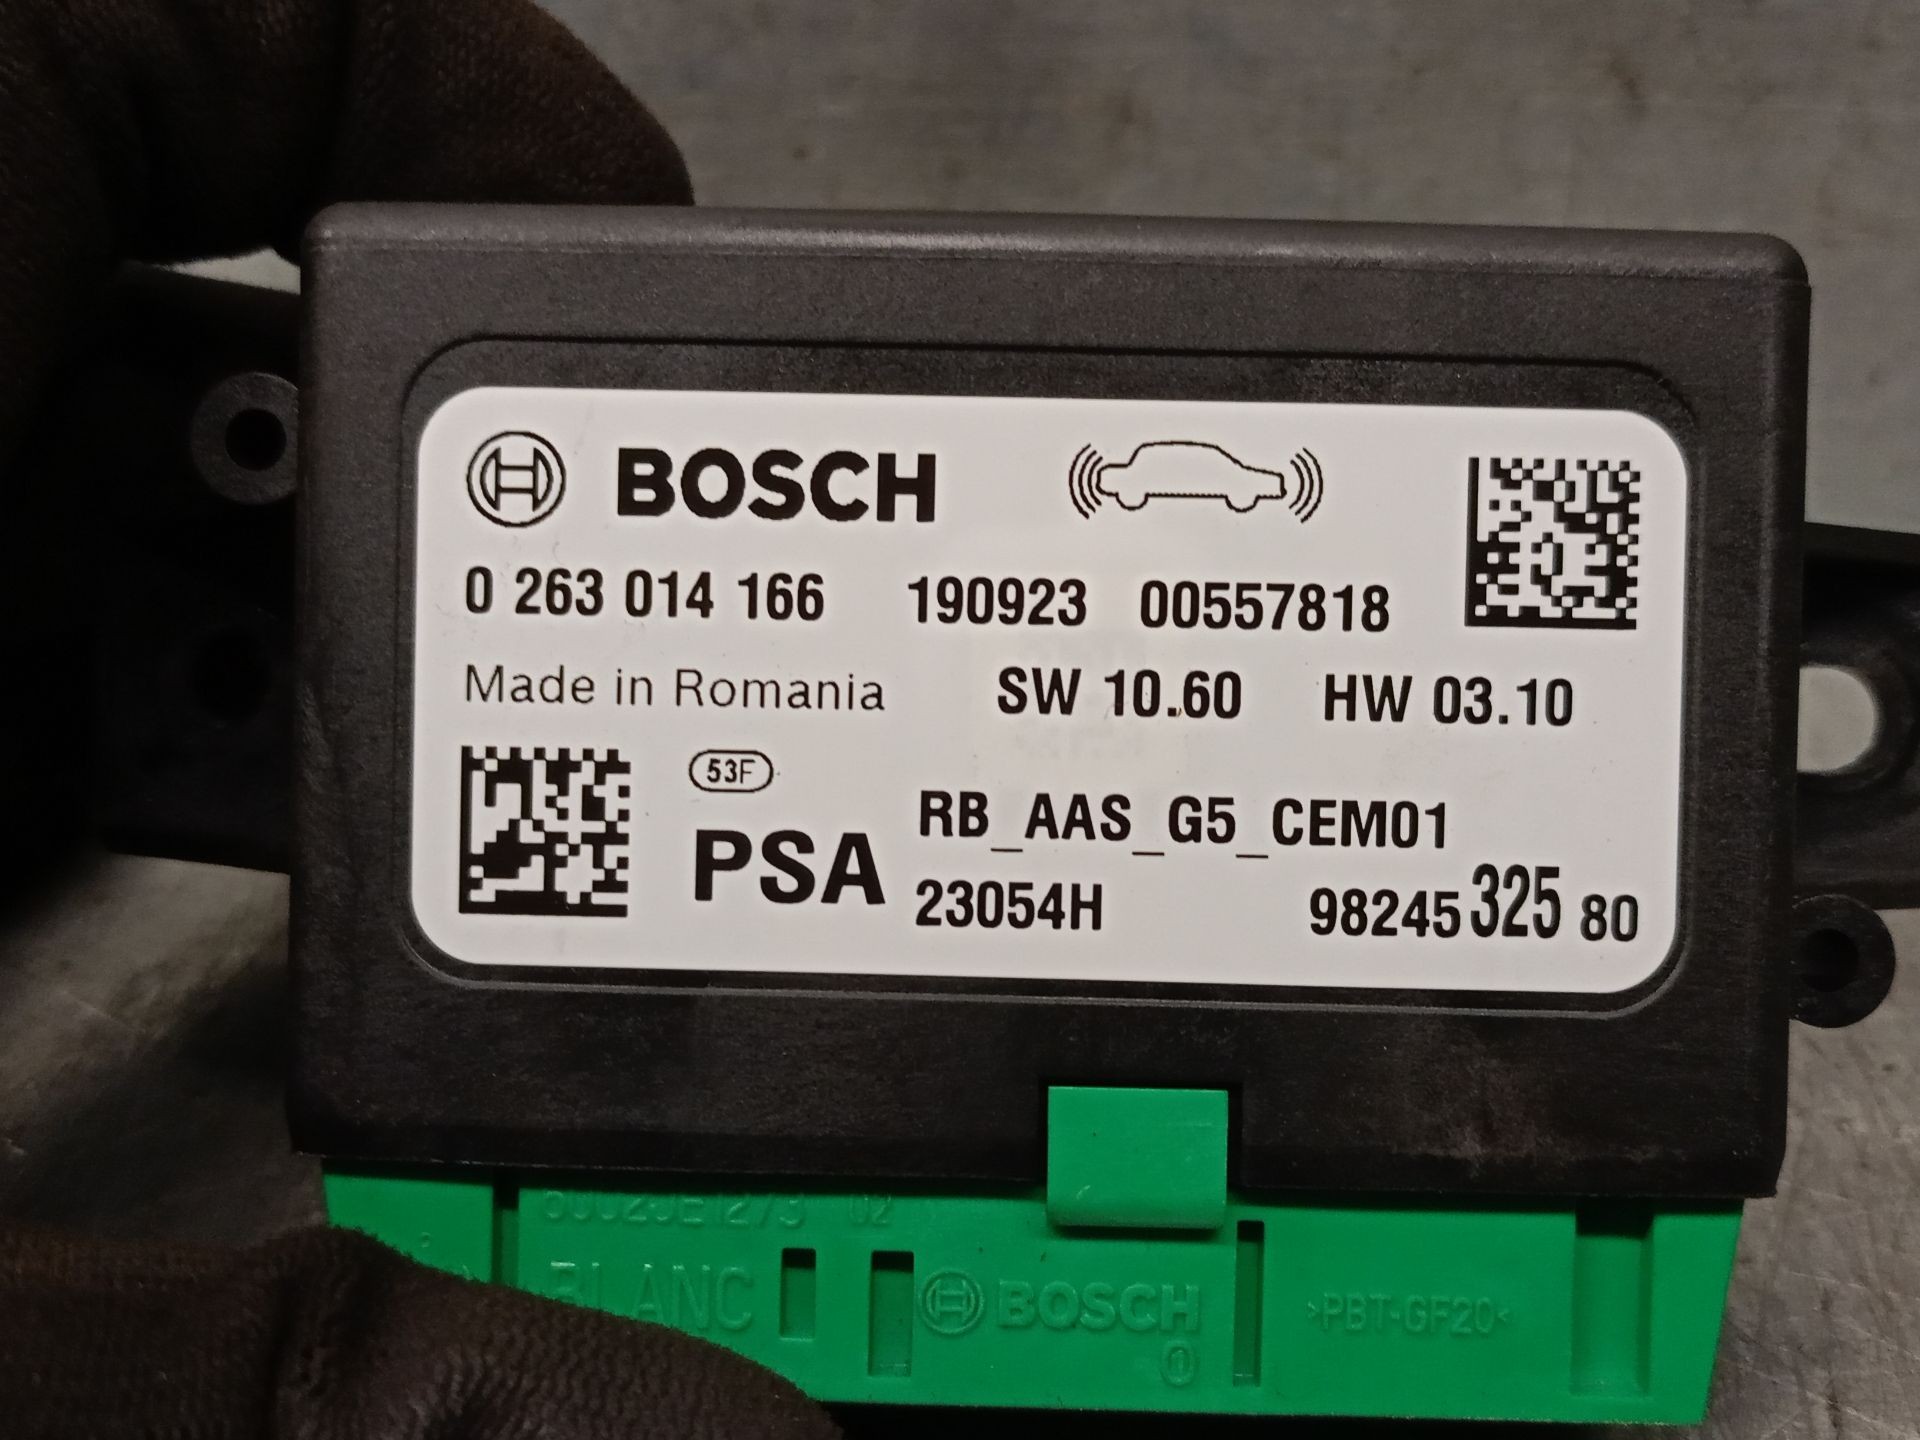 BOSCH
0 263 014 166 190923 00557818
Made in Romania SW 10.60 HW 03.10
53F
PSA RB_AAS_G5_CEM01
23054H 98245 325 80
02
BLANC BOSCH >PBT-GF20<